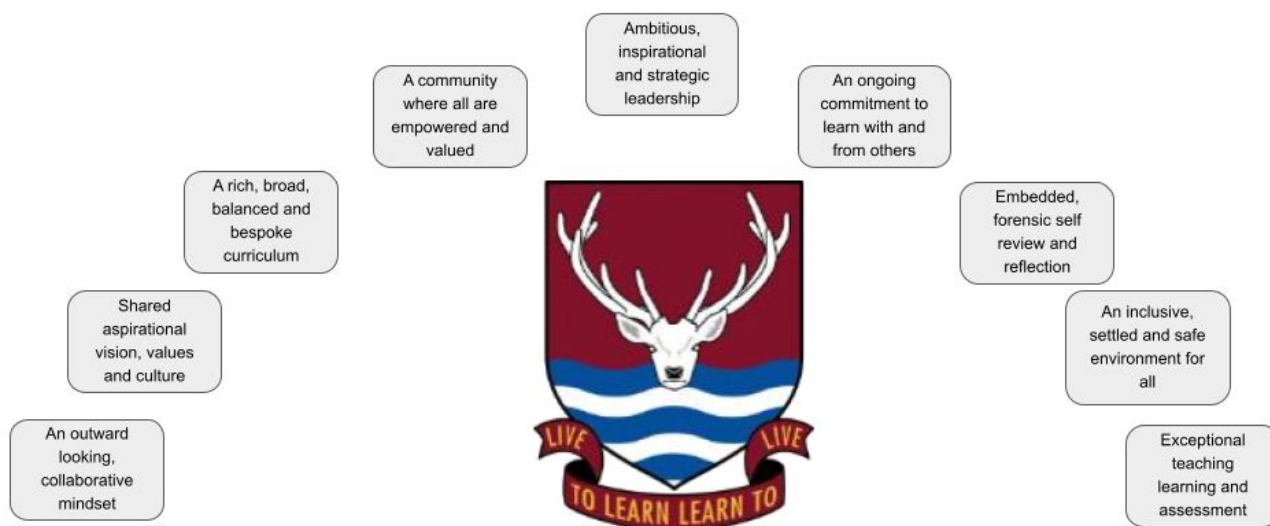 An outward
looking,
collaborative
mindset
Shared
aspirational
vision, values
and culture
A rich, broad,
balanced and
bespoke
curriculum
A community
where all are
empowered and
valued
Ambitious,
inspirational
and strategic
leadership
An ongoing
commitment to
learn with and
from others
Embedded,
forensic self
review and
reflection
An inclusive,
settled and safe
environment for
all
Exceptional
teaching
learning and
assessment
LIVE
TO LEARN LEARN TO
LIVE